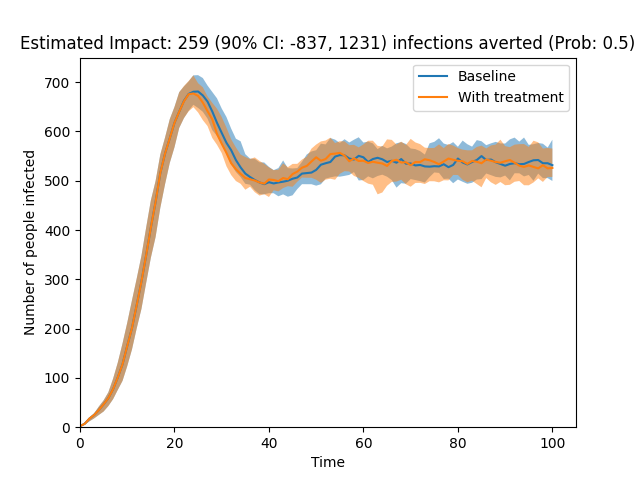 Estimated Impact: 259 (90% CI: -837, 1231) infections averted (Prob: 0.5)
Baseline
With treatment
Number of people infected
700
600
500
400
300
200
100
0
0 20 40 60 80 100
Time